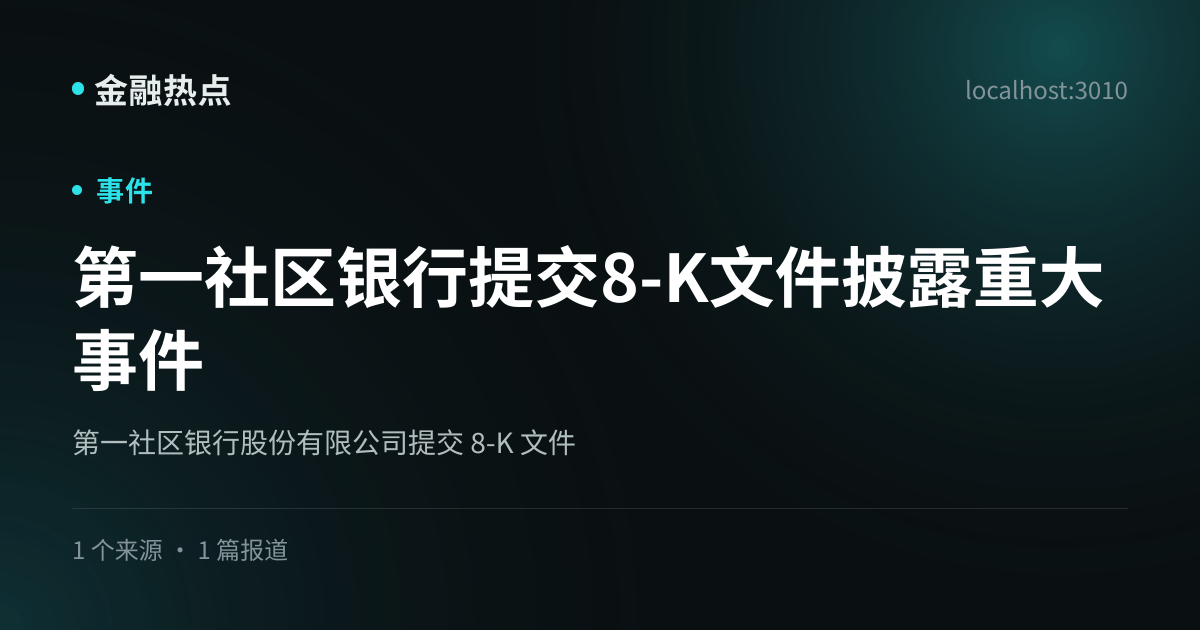 金融热点
localhost:3010
事件
第一社区银行提交8-K文件披露重大
事件
第一社区银行股份有限公司提交 8-K 文件
1 个来源 · 1 篇报道